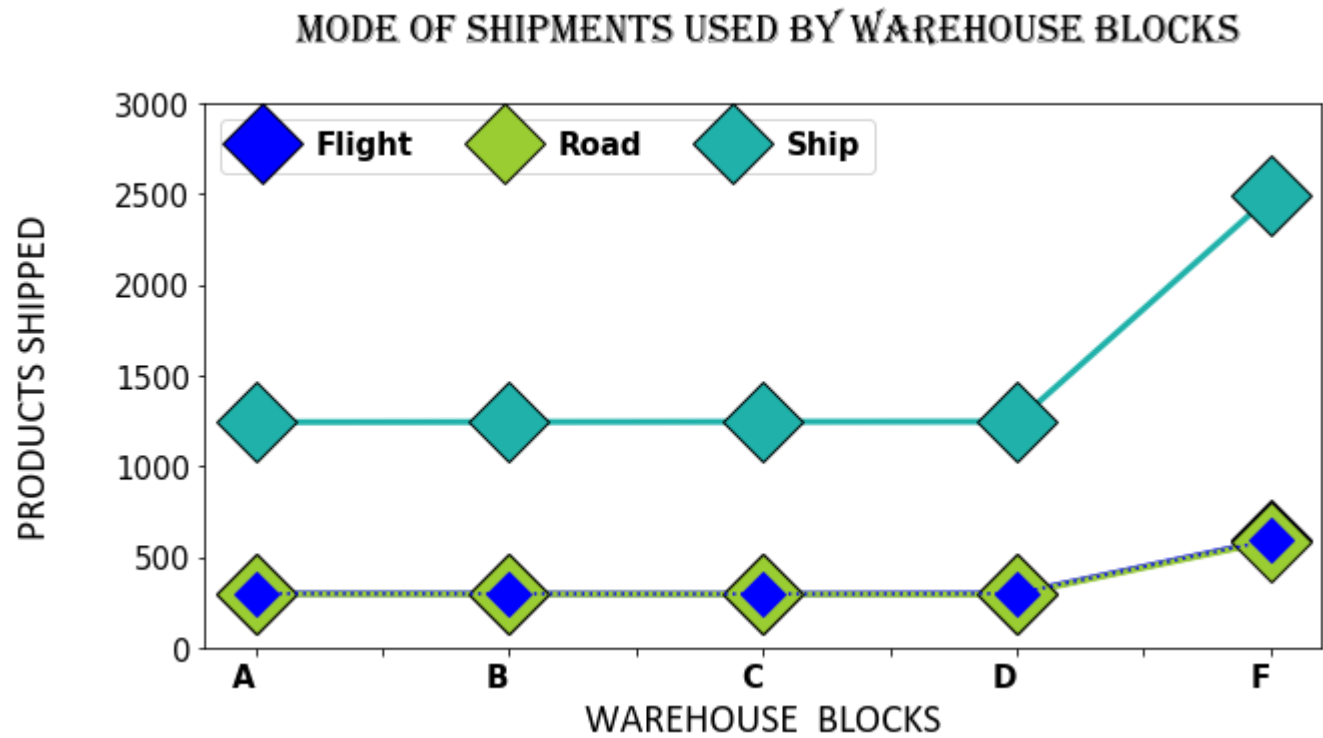 MODE OF SHIPMENTS USED BY WAREHOUSE BLOCKS
3000
2500
2000
1500
1000
500
0
Flight Road Ship
PRODUCTS SHIPPED
A B C D F
WAREHOUSE BLOCKS